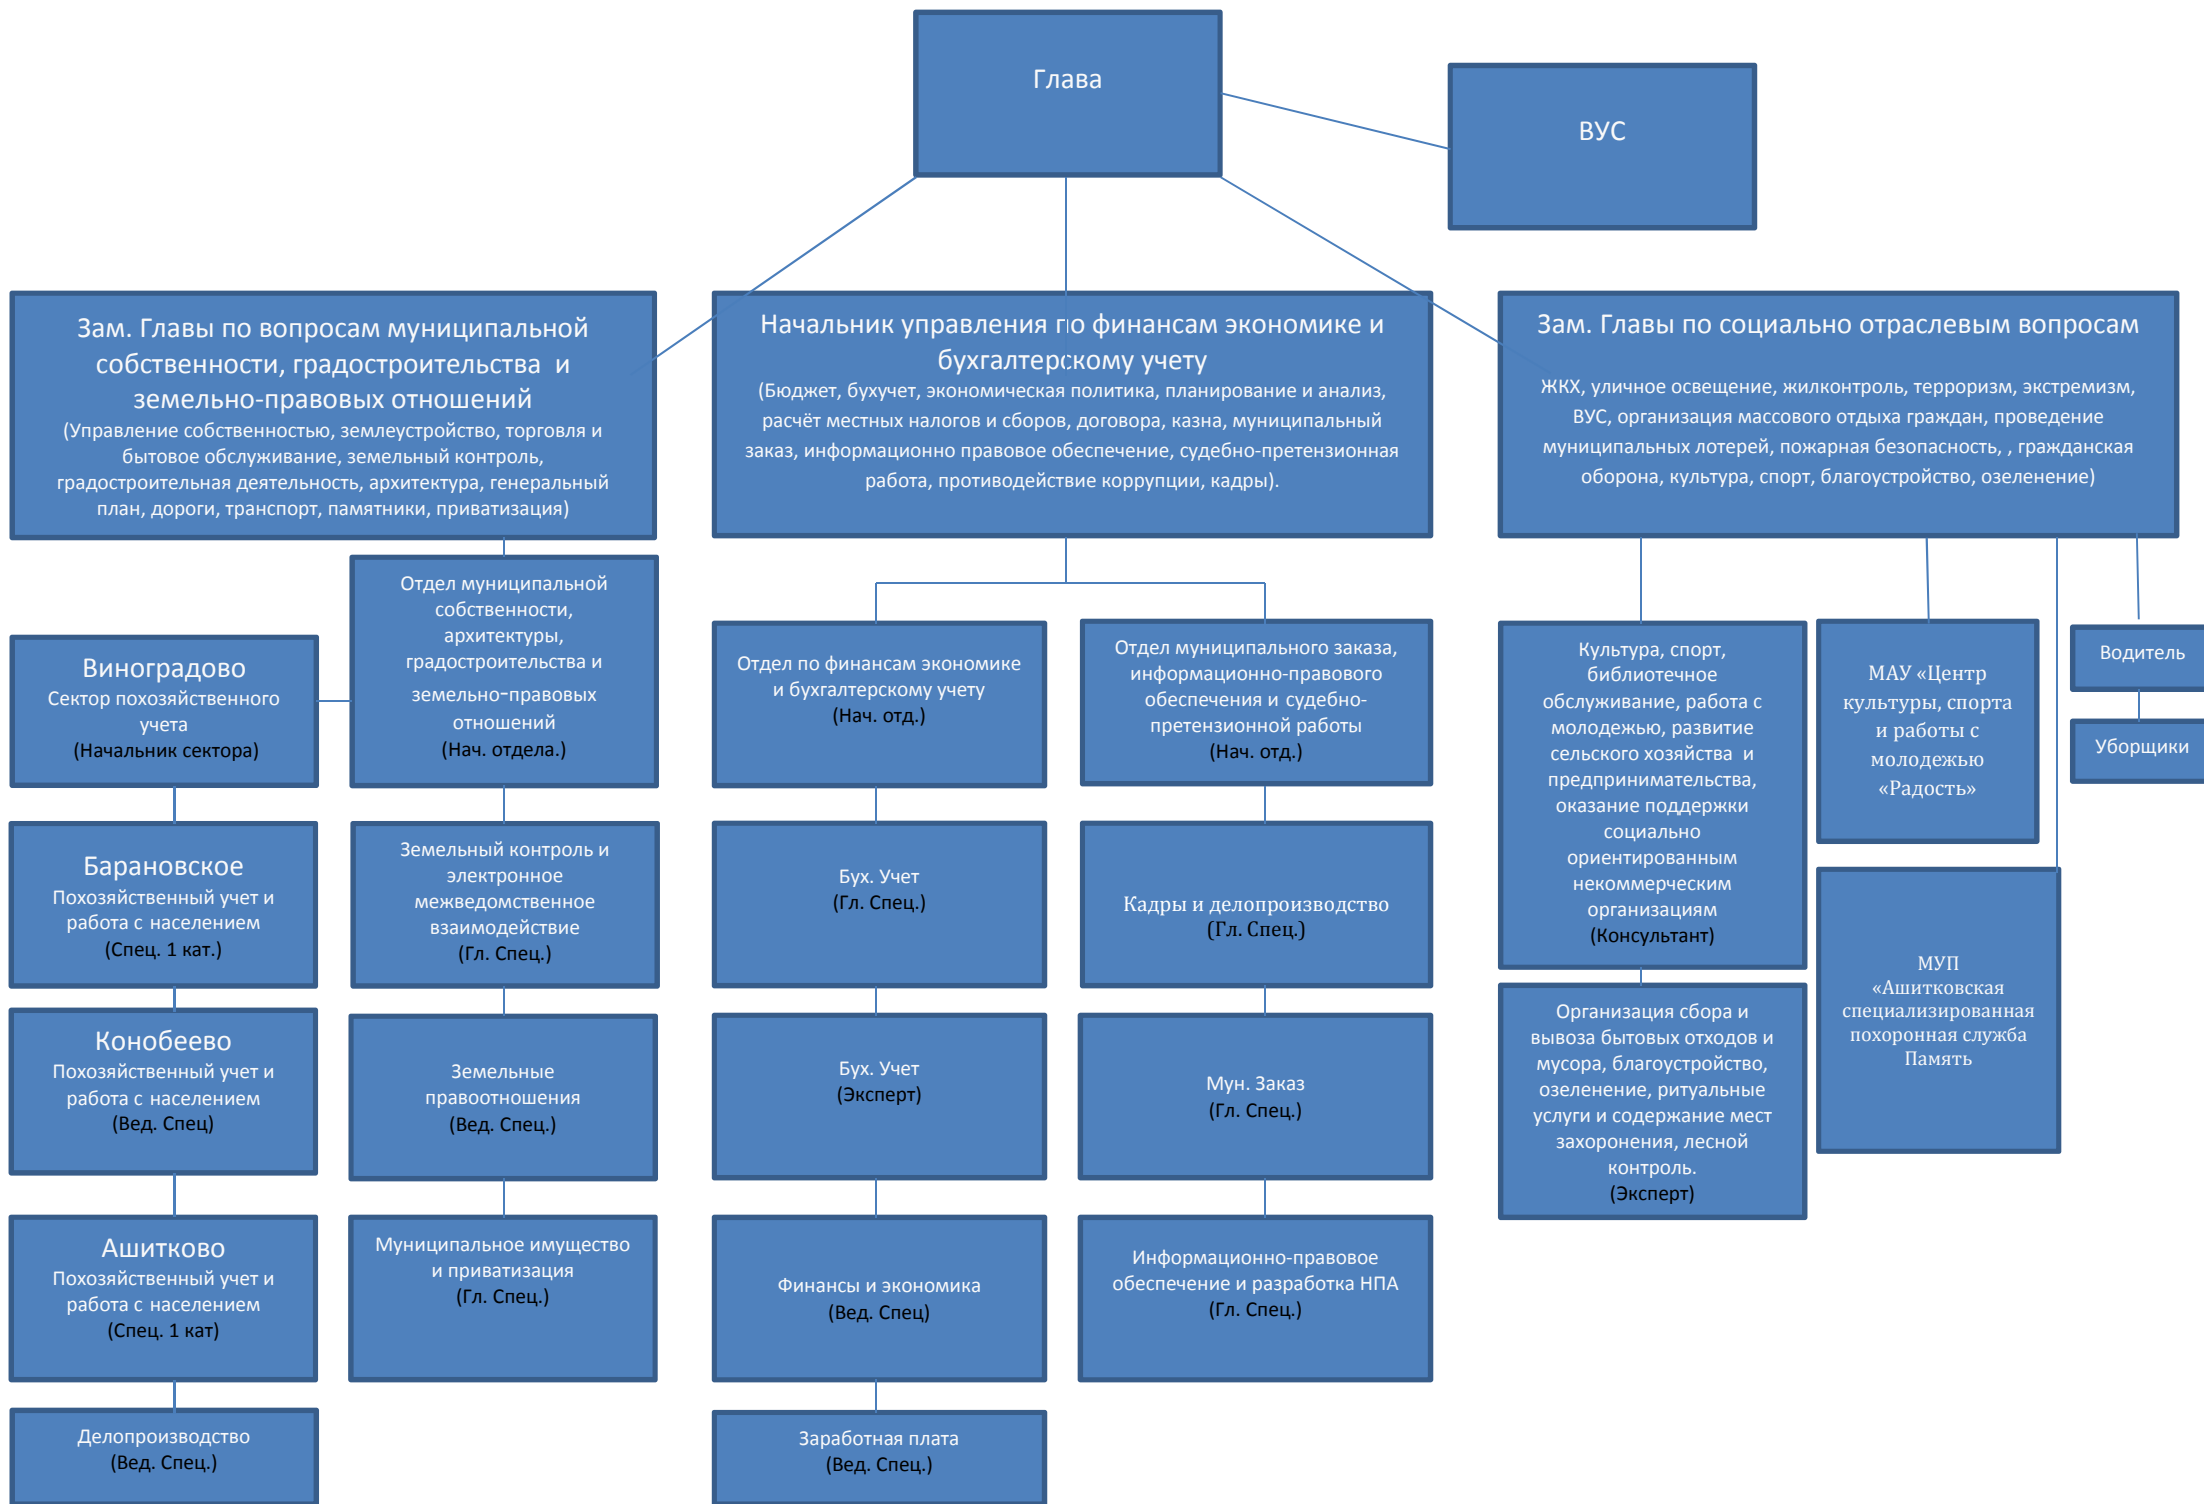 Глава
ВУС
Зам. Главы по вопросам муниципальной
собственности, градостроительства и
земельно-правовых отношений
(Управление собственностью, землеустройство, торговля и
бытовое обслуживание, земельный контроль,
градостроительная деятельность, архитектура, генеральный
план, дороги, транспорт, памятники, приватизация)
Начальник управления по финансам экономике и
бухгалтерскому учету
(Бюджет, бухучет, экономическая политика, планирование и анализ,
расчёт местных налогов и сборов, договора, казна, муниципальный
заказ, информационно правовое обеспечение, судебно-претензионная
работа, противодействие коррупции, кадры).
Зам. Главы по социально отраслевым вопросам
ЖКХ, уличное освещение, жилконтроль, терроризм, экстремизм,
ВУС, организация массового отдыха граждан, проведение
муниципальных лотерей, пожарная безопасность, , гражданская
оборона, культура, спорт, благоустройство, озеленение)
Виноградово
Сектор похозяйственного
учета
(Начальник сектора)
Барановское
Похозяйственный учет и
работа с населением
(Спец. 1 кат.)
Конобеево
Похозяйственный учет и
работа с населением
(Вед. Спец)
Ашитково
Похозяйственный учет и
работа с населением
(Спец. 1 кат)
Делопроизводство
(Вед. Спец.)
Отдел муниципальной
собственности,
архитектуры,
градостроительства и
земельно-правовых
отношений
(Нач. отдела.)
Земельный контроль и
электронное
межведомственное
взаимодействие
(Гл. Спец.)
Земельные
правоотношения
(Вед. Спец.)
Муниципальное имущество
и приватизация
(Гл. Спец.)
Отдел по финансам экономике
и бухгалтерскому учету
(Нач. отд.)
Бух. Учет
(Гл. Спец.)
Бух. Учет
(Эксперт)
Финансы и экономика
(Вед. Спец)
Заработная плата
(Вед. Спец.)
Отдел муниципального заказа,
информационно-правового
обеспечения и судебно-
претензионной работы
(Нач. отд.)
Кадры и делопроизводство
(Гл. Спец.)
Мун. Заказ
(Гл. Спец.)
Информационно-правовое
обеспечение и разработка НПА
(Гл. Спец.)
Культура, спорт,
библиотечное
обслуживание, работа с
молодежью, развитие
сельского хозяйства и
предпринимательства,
оказание поддержки
социально
ориентированным
некоммерческим
организациям
(Консультант)
Организация сбора и
вывоза бытовых отходов и
мусора, благоустройство,
озеленение, ритуальные
услуги и содержание мест
захоронения, лесной
контроль.
(Эксперт)
МАУ «Центр
культуры, спорта
и работы с
молодежью
«Радость»
МУП
«Ашитковская
специализированная
похоронная служба
Память
Водитель
Уборщики